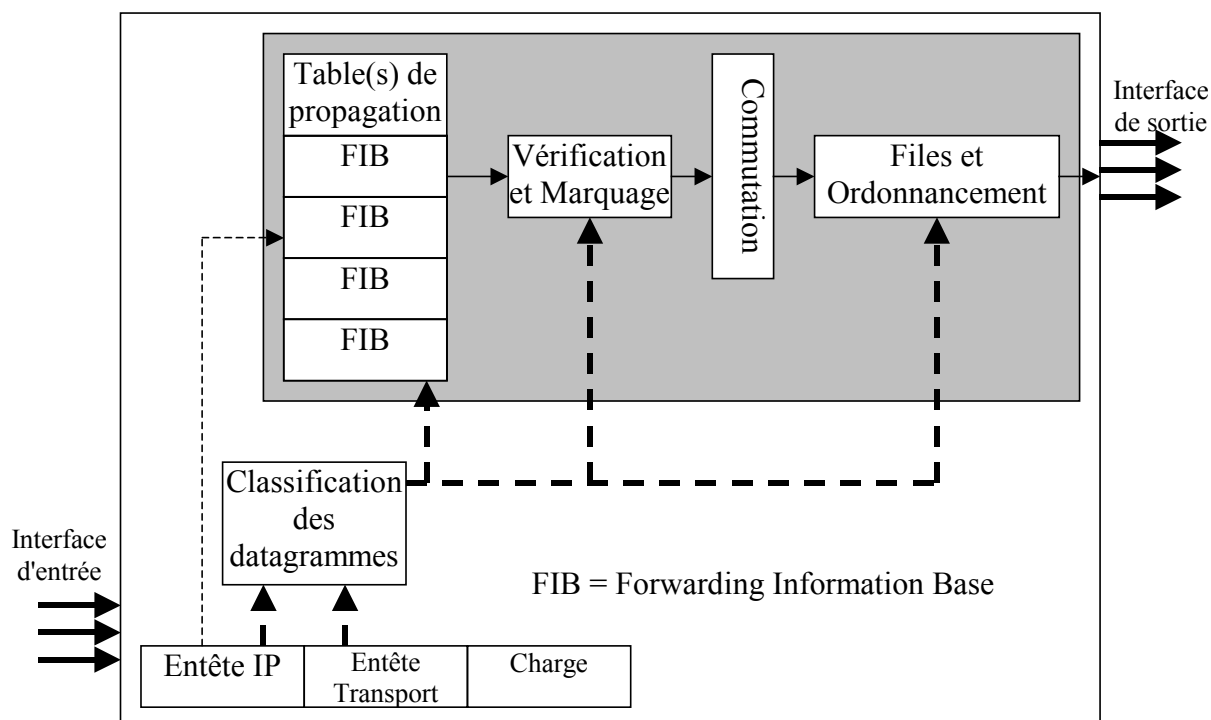 Table(s) de
propagation
FIB
FIB
FIB
FIB
Vérification
et Marquage
Commutation
Files et
Ordonnancement
Interface
de sortie
Classification
des
datagrammes
Interface
d'entrée
FIB = Forwarding Information Base
Entête IP
Entête
Transport
Charge